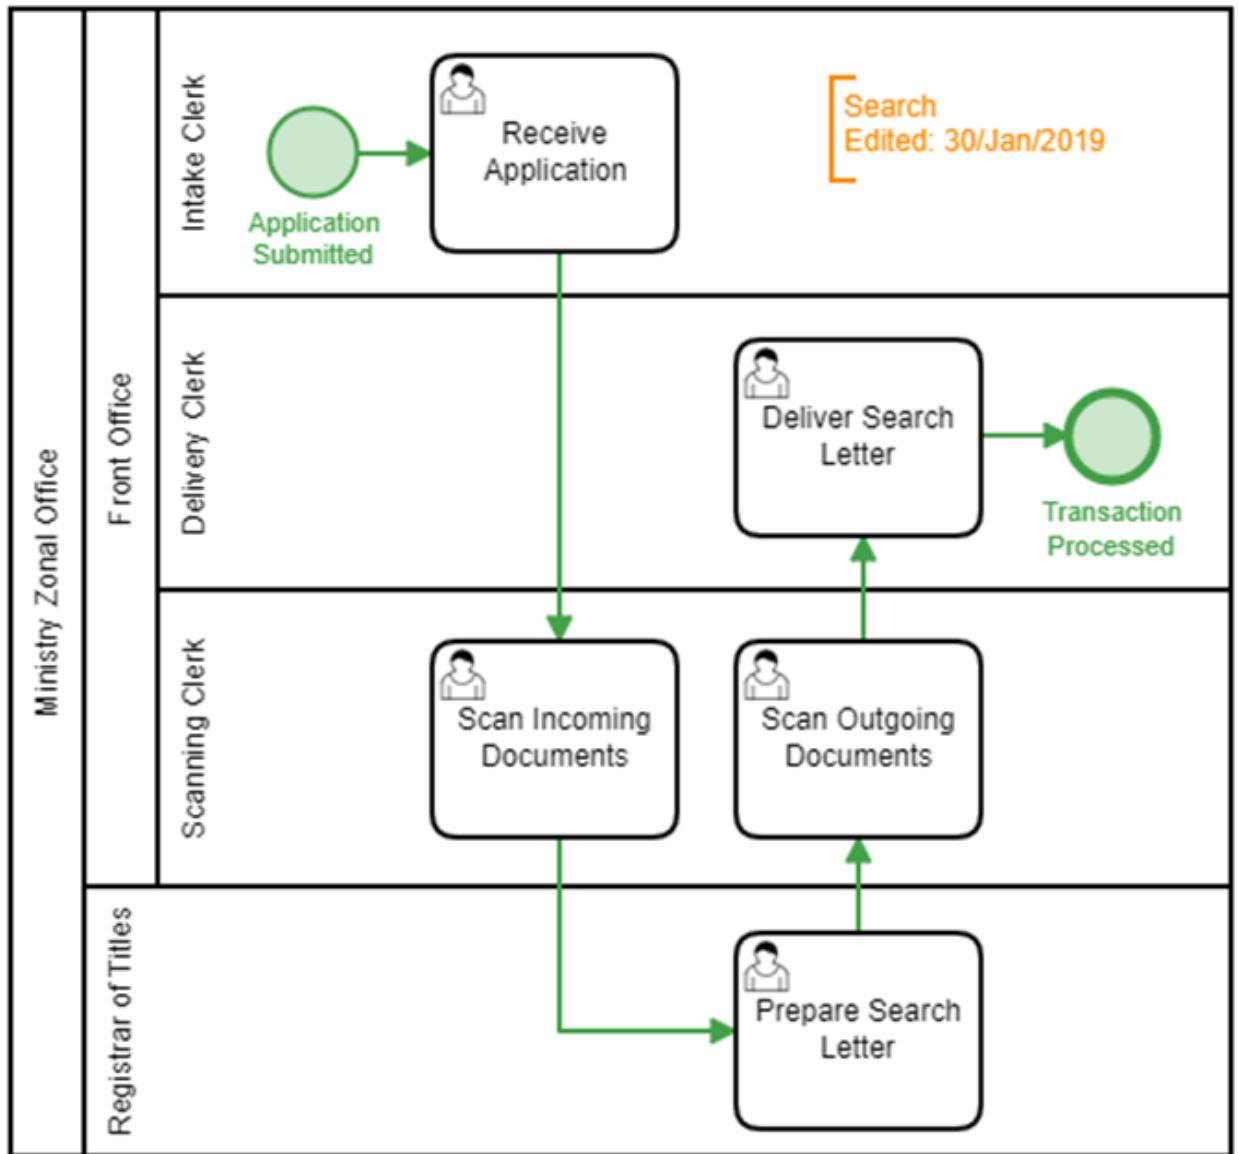 Ministry Zonal Office
Front Office
Intake Clerk
Application
Submitted
Receive
Application
Search
Edited: 30/Jan/2019
Delivery Clerk
Deliver Search
Letter
Transaction
Processed
Scanning Clerk
Scan Incoming
Documents
Scan Outgoing
Documents
Registrar of Titles
Prepare Search
Letter